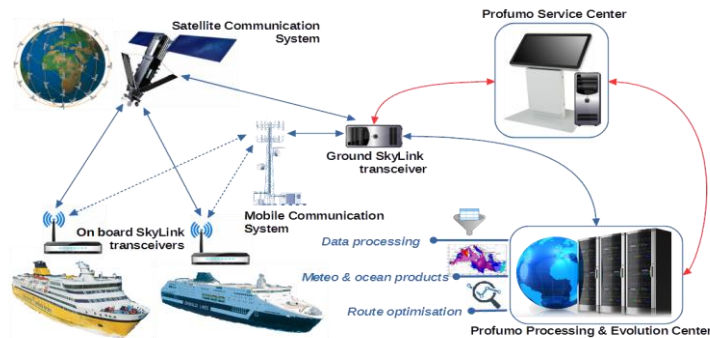 Satellite Communication
System
Profumo Service Center
Ground SkyLink
transceiver
Mobile Communication
System
On board SkyLink
transceivers
Data processing
Meteo & ocean products
Route optimisation
Profumo Processing & Evolution Center